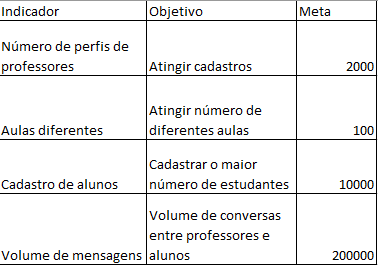 Indicador Objetivo Meta
Número de perfis de
professores Atingir cadastros 2000
Atingir número de
Aulas diferentes diferentes aulas 100
Cadastrar o maior
Cadastro de alunos número de estudantes 10000
Volume de conversas
entre professores e
Volume de mensagens alunos 200000